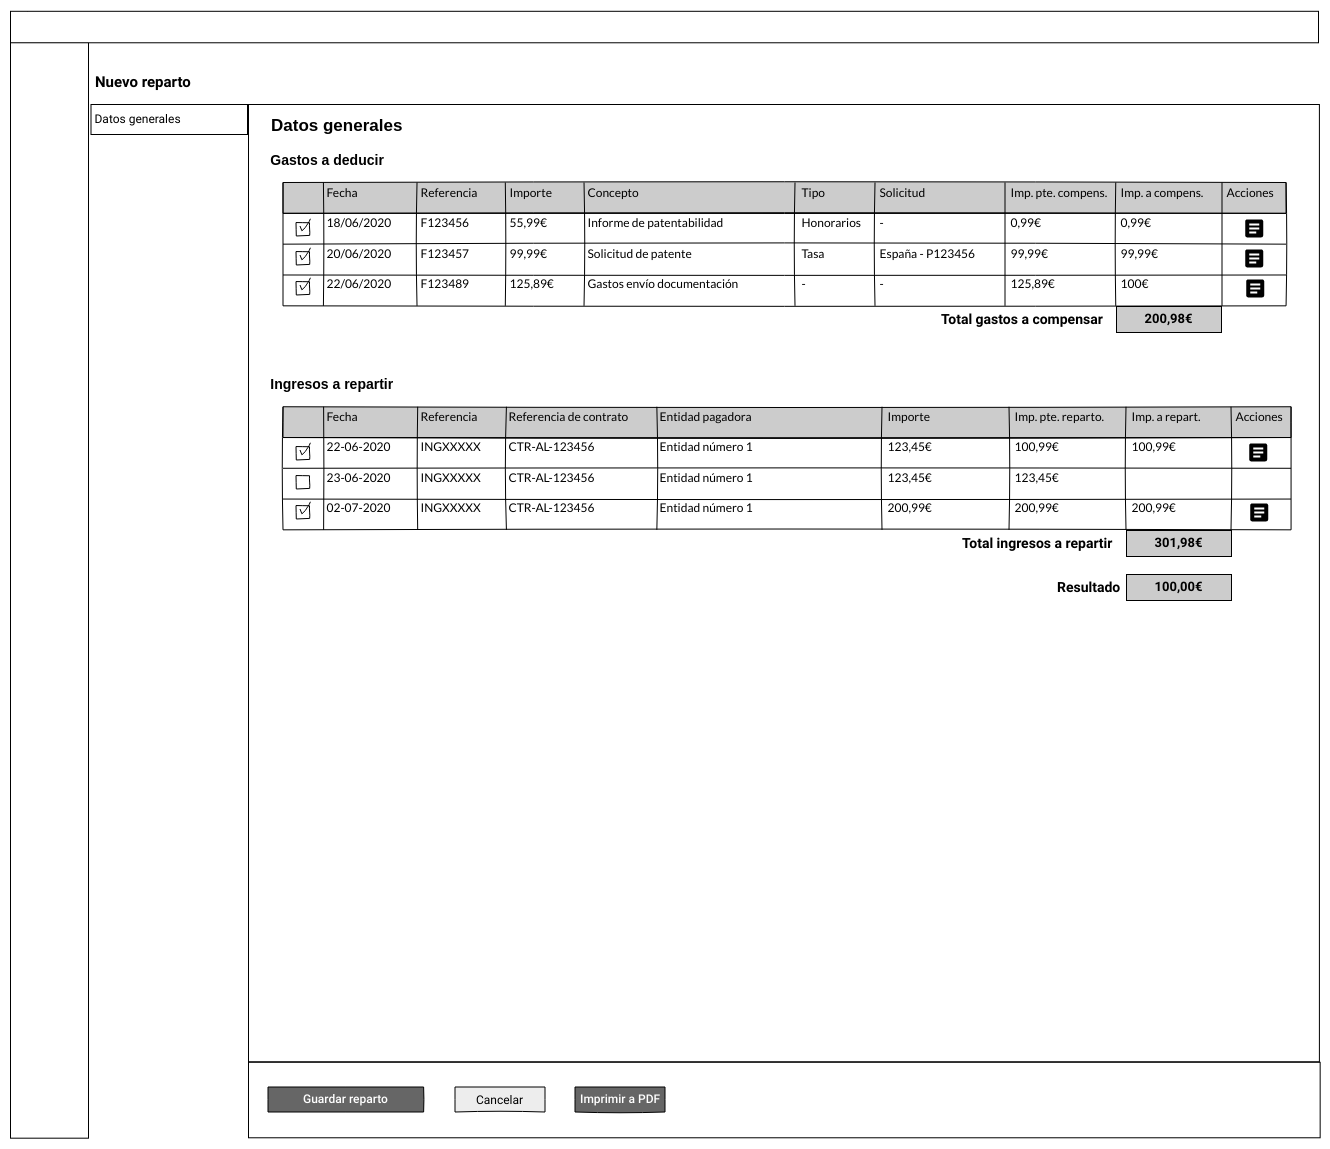 Nuevo reparto
Datos generales
Datos generales
Gastos a deducir
Fecha Referencia Importe Concepto Tipo Solicitud Imp. pte. compens. Imp. a compens. Acciones
18/06/2020 F123456 55,99€ Informe de patentabilidad Honorarios - 0,99€ 0,99€
20/06/2020 F123457 99,99€ Solicitud de patente Tasa España - P123456 99,99€ 99,99€
22/06/2020 F123489 125,89€ Gastos envío documentación - - 125,89€ 100€
Total gastos a compensar 200,98€
Ingresos a repartir
Fecha Referencia Referencia de contrato Entidad pagadora Importe Imp. pte. reparto. Imp. a repart. Acciones
22-06-2020 INGXXXXX CTR-AL-123456 Entidad número 1 123,45€ 100,99€ 100,99€
23-06-2020 INGXXXXX CTR-AL-123456 Entidad número 1 123,45€ 123,45€
02-07-2020 INGXXXXX CTR-AL-123456 Entidad número 1 200,99€ 200,99€ 200,99€
Total ingresos a repartir 301,98€
Resultado 100,00€
Guardar reparto Cancelar Imprimir a PDF